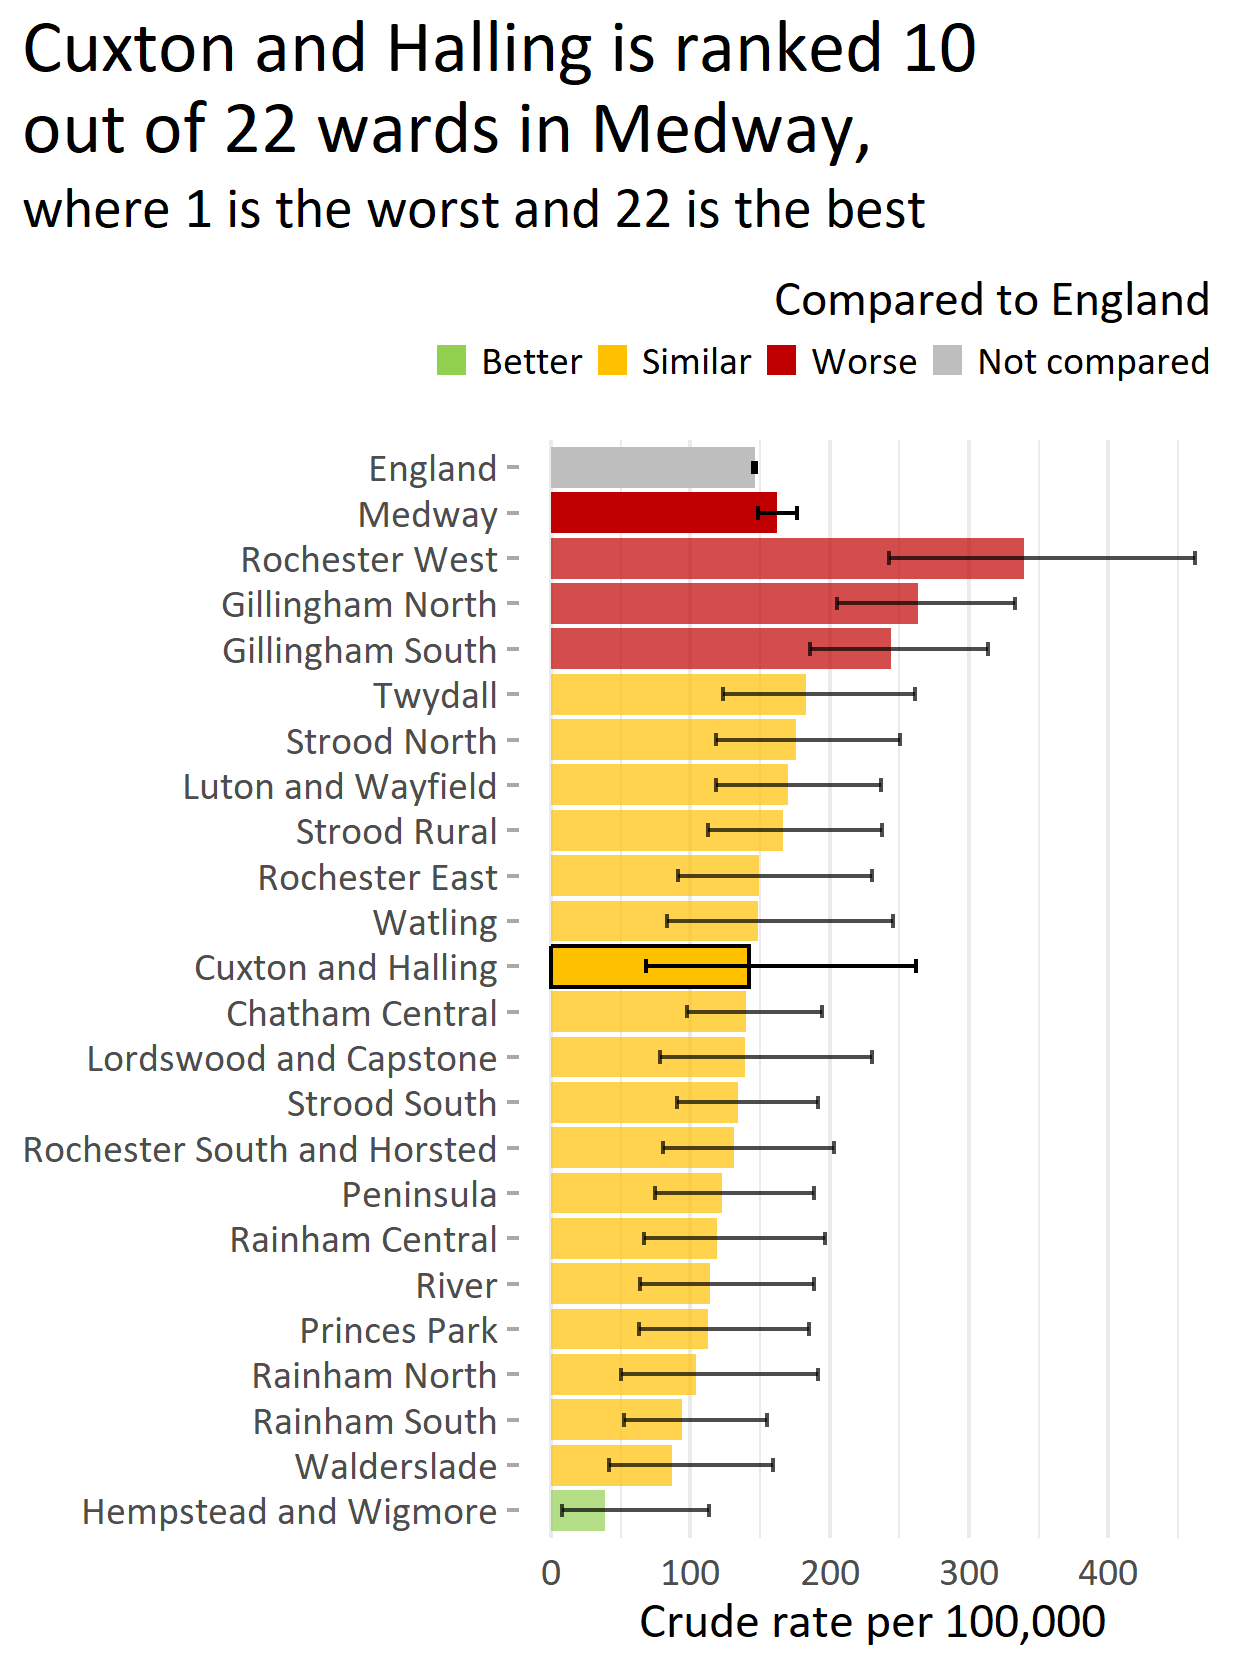 Cuxton and Halling is ranked 10
out of 22 wards in Medway,
where 1 is the worst and 22 is the best
Compared to England
Better Similar Worse Not compared
England
Medway
Rochester West
Gillingham North
Gillingham South
Twydall
Strood North
Luton and Wayfield
Strood Rural
Rochester East
Watling
Cuxton and Halling
Chatham Central
Lordswood and Capstone
Strood South
Rochester South and Horsted
Peninsula
Rainham Central
River
Princes Park
Rainham North
Rainham South
Walderslade
Hempstead and Wigmore
0 100 200 300 400
Crude rate per 100,000